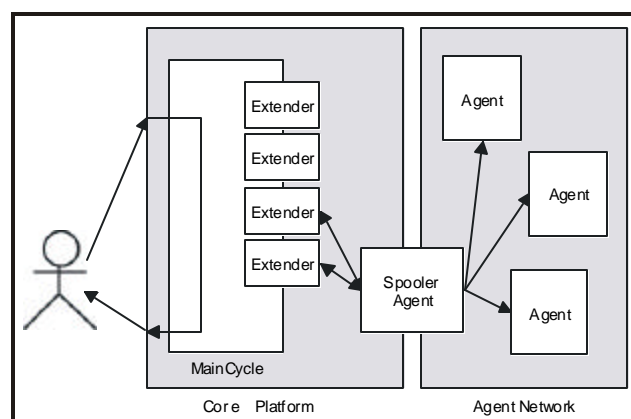 Extender
Extender
Extender
Extender
MainCycle
Core Platform
Spooler
Agent
Agent
Agent
Agent
Agent Network